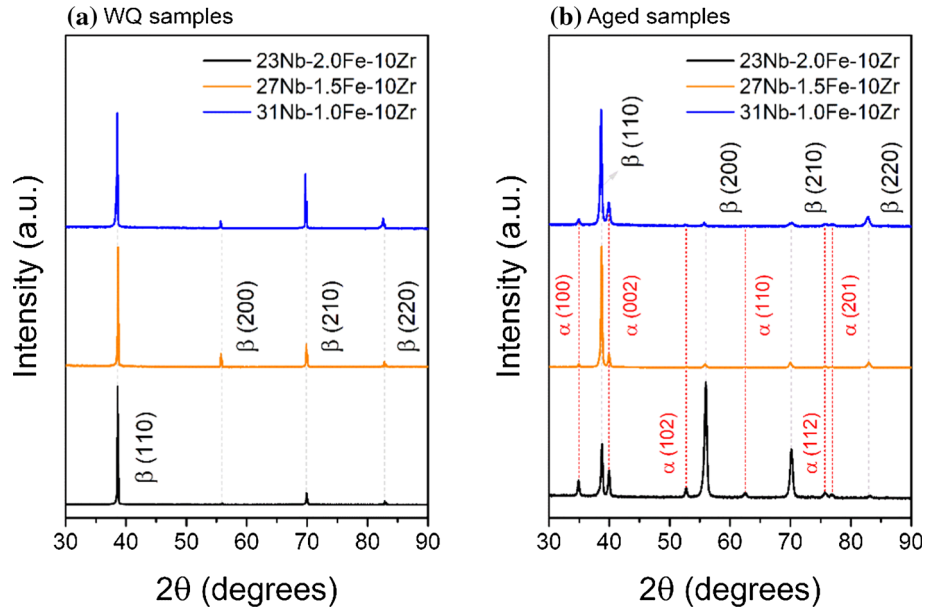 (a) WQ samples
23Nb-2.0Fe-10Zr
27Nb-1.5Fe-10Zr
31Nb-1.0Fe-10Zr
β (110)
β (200)
β (210)
β (220)
Intensity (a.u.)
30 40 50 60 70 80 90
2θ (degrees)
(b) Aged samples
23Nb-2.0Fe-10Zr
27Nb-1.5Fe-10Zr
31Nb-1.0Fe-10Zr
β (110)
β (200)
β (210)
β (220)
α (100)
α (002)
α (102)
α (110)
α (112)
α (201)
Intensity (a.u.)
30 40 50 60 70 80 90
2θ (degrees)